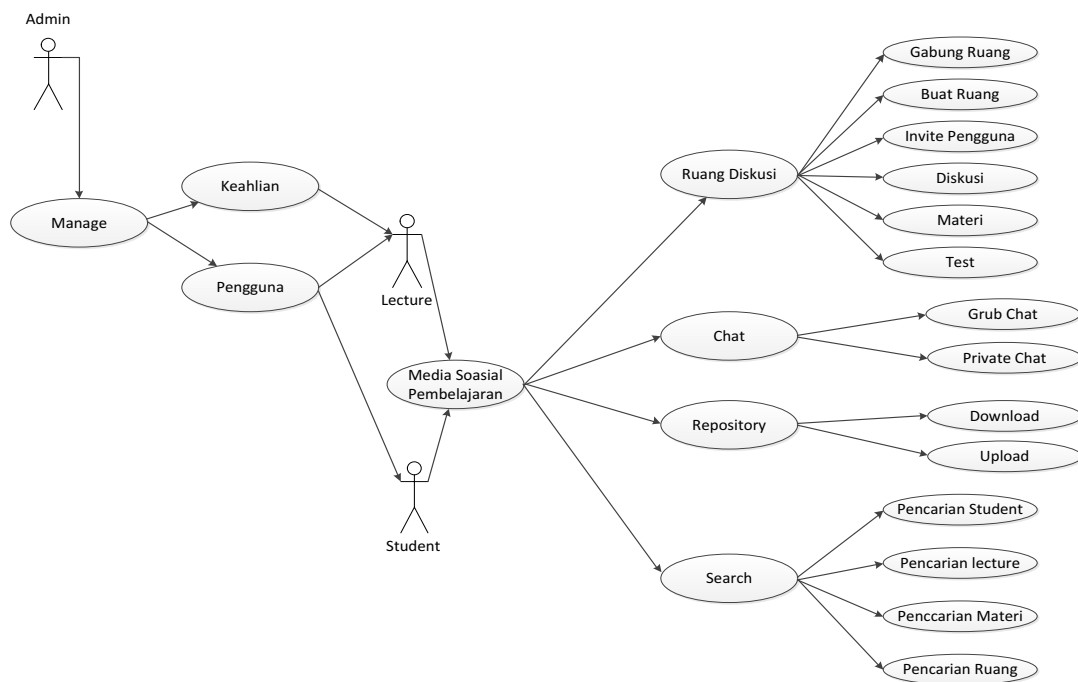 Admin
Manage
Keahlian
Pengguna
Lecture
Student
Media Soasial
Pembelajaran
Ruang Diskusi
Gabung Ruang
Buat Ruang
Invite Pengguna
Diskusi
Materi
Test
Chat
Grub Chat
Private Chat
Repository
Download
Upload
Search
Pencarian Student
Pencarian lecture
Penccarian Materi
Pencarian Ruang